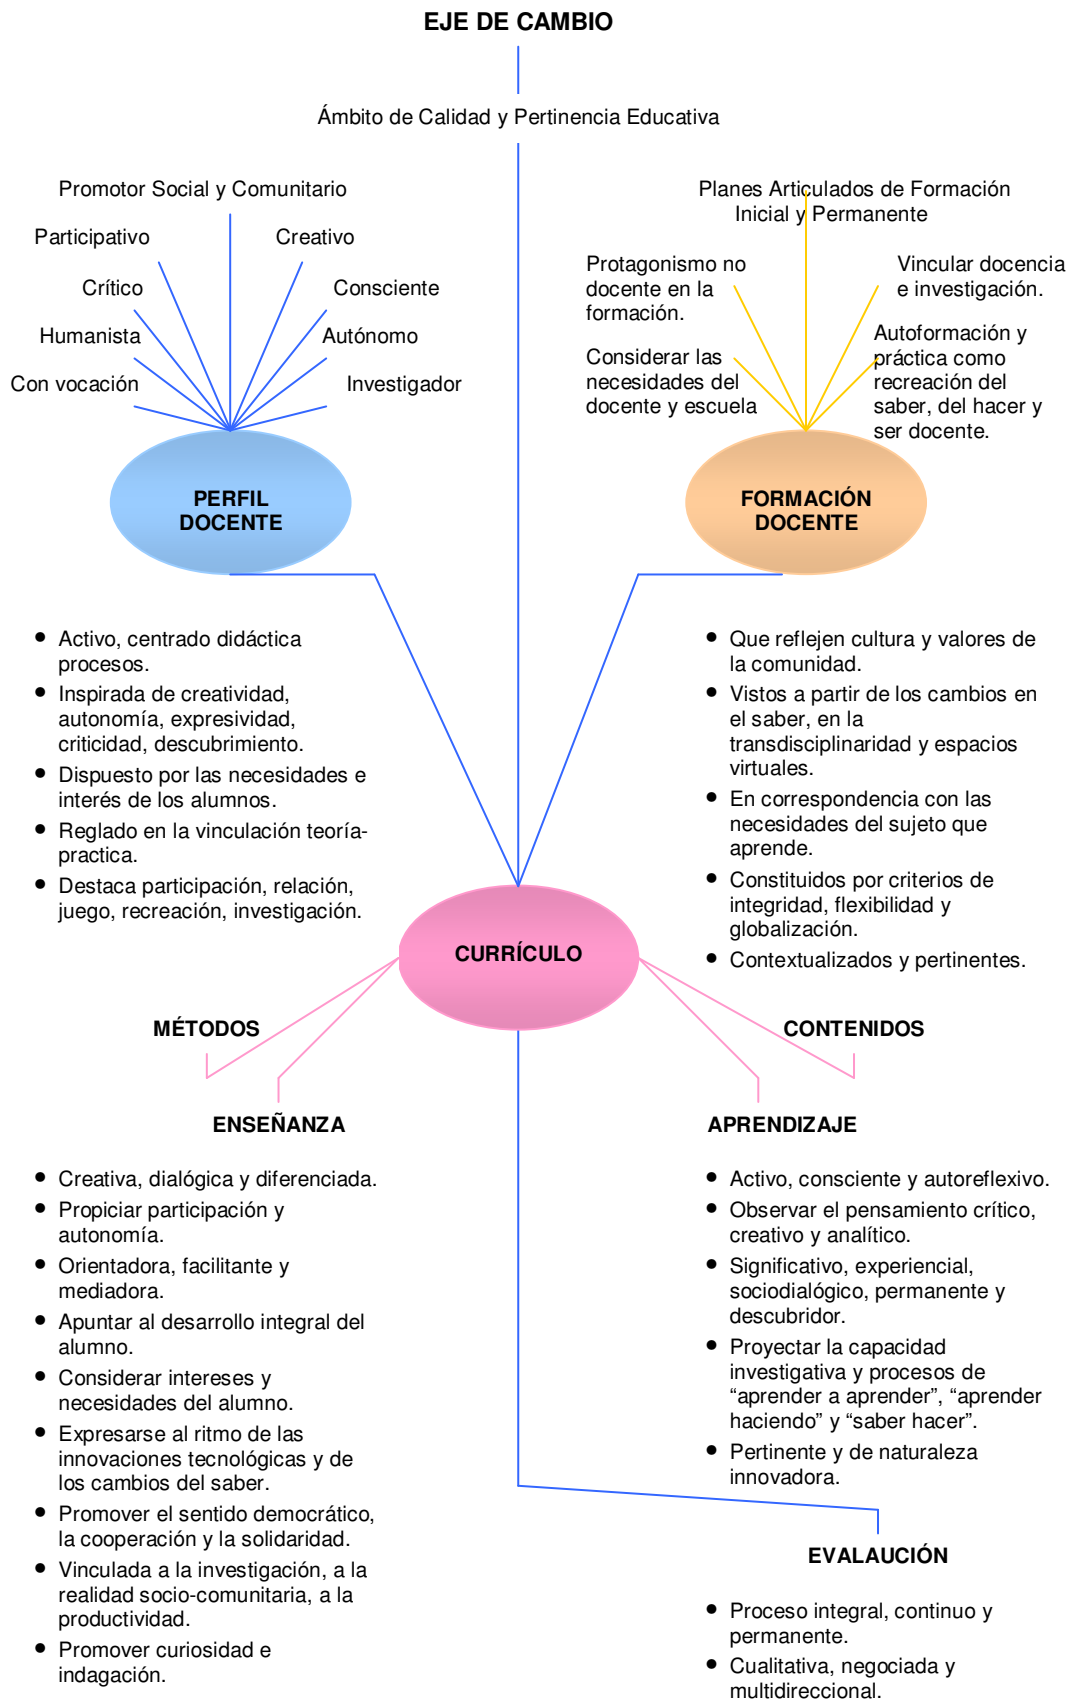 EJE DE CAMBIO
Ámbito de Calidad y Pertinencia Educativa
Promotor Social y Comunitario
Participativo
Creativo
Crítico
Consciente
Humanista
Autónomo
Con vocación
Investigador
PERFIL
DOCENTE
Planes Articulados de Formación
Inicial y Permanente
Protagonismo no
docente en la
formación.
Vincular docencia
e investigación.
Considerar las
necesidades del
docente y escuela
Autoformación y
práctica como
recreación del
saber, del hacer y
ser docente.
FORMACIÓN
DOCENTE
• Activo, centrado didáctica
procesos.
• Inspirada de creatividad,
autonomía, expresividad,
criticidad, descubrimiento.
• Dispuesto por las necesidades e
interés de los alumnos.
• Reglado en la vinculación teoría-
practica.
• Destaca participación, relación,
juego, recreación, investigación.
• Que reflejen cultura y valores de
la comunidad.
• Vistos a partir de los cambios en
el saber, en la
transdisciplinaridad y espacios
virtuales.
• En correspondencia con las
necesidades del sujeto que
aprende.
• Constituidos por criterios de
integridad, flexibilidad y
globalización.
• Contextualizados y pertinentes.
CURRÍCULO
MÉTODOS
CONTENIDOS
ENSEÑANZA
• Creativa, dialógica y diferenciada.
• Propiciar participación y
autonomía.
• Orientadora, facilitante y
mediadora.
• Apuntar al desarrollo integral del
alumno.
• Considerar intereses y
necesidades del alumno.
• Expresarse al ritmo de las
innovaciones tecnológicas y de
los cambios del saber.
• Promover el sentido democrático,
la cooperación y la solidaridad.
• Vinculada a la investigación, a la
realidad socio-comunitaria, a la
productividad.
• Promover curiosidad e
indagación.
APRENDIZAJE
• Activo, consciente y autoreflexivo.
• Observar el pensamiento crítico,
creativo y analítico.
• Significativo, experiencial,
sociodialógico, permanente y
descubridor.
• Proyectar la capacidad
investigativa y procesos de
“aprender a aprender”, “aprender
haciendo” y “saber hacer”.
• Pertinente y de naturaleza
innovadora.
EVALAUCIÓN
• Proceso integral, continuo y
permanente.
• Cualitativa, negociada y
multidireccional.